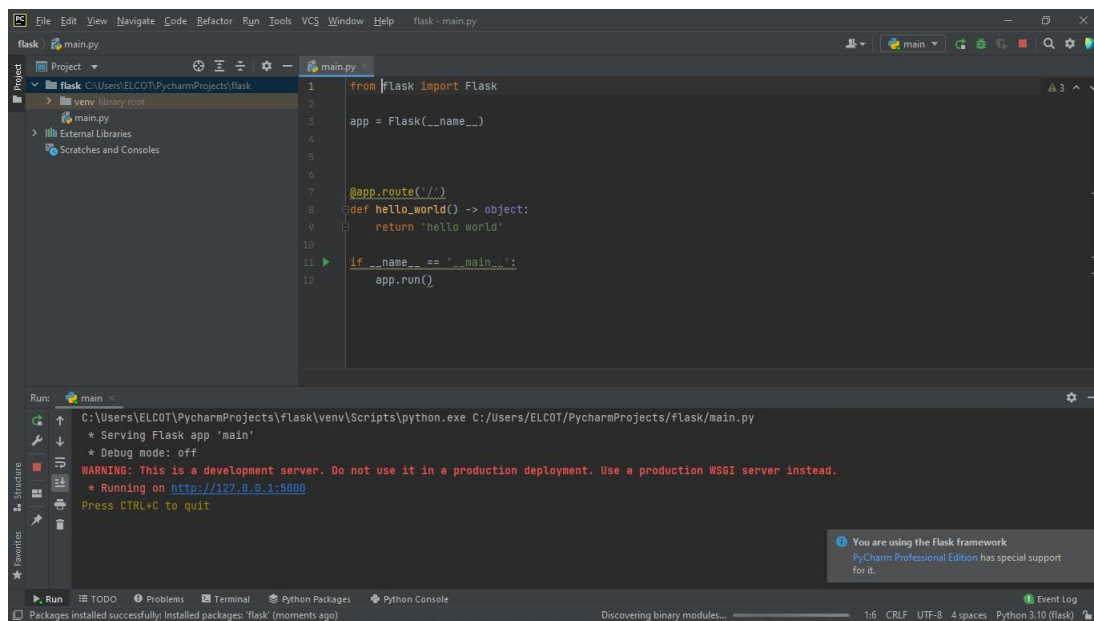 PC File Edit View Navigate Code Refactor Run Tools VCS Window Help flask - main.py
flask main.py main
Project main.py
flask C:\Users\ELCOT\PycharmProjects\flask
venv library root
main.py
External Libraries
Scratches and Consoles
Project
1 from flask import Flask
2
3 app = Flask(__name__)
4
5
6
7 @app.route('/')
8 def hello_world() -> object:
9 return 'hello world'
10
11 if __name__ == '__main__':
12 app.run()
3
Run: main
C:\Users\ELCOT\PycharmProjects\flask\venv\Scripts\python.exe C:/Users/ELCOT/PycharmProjects/flask/main.py
* Serving Flask app 'main'
* Debug mode: off
WARNING: This is a development server. Do not use it in a production deployment. Use a production WSGI server instead.
* Running on http://127.0.0.1:5000
Press CTRL+C to quit
Structure
Favorites
You are using the Flask framework
PyCharm Professional Edition has special support
for it.
Run TODO Problems Terminal Python Packages Python Console 1 Event Log
Packages installed successfully: Installed packages: 'flask' (moments ago) Discovering binary modules... 1:6 CRLF UTF-8 4 spaces Python 3.10 (flask)